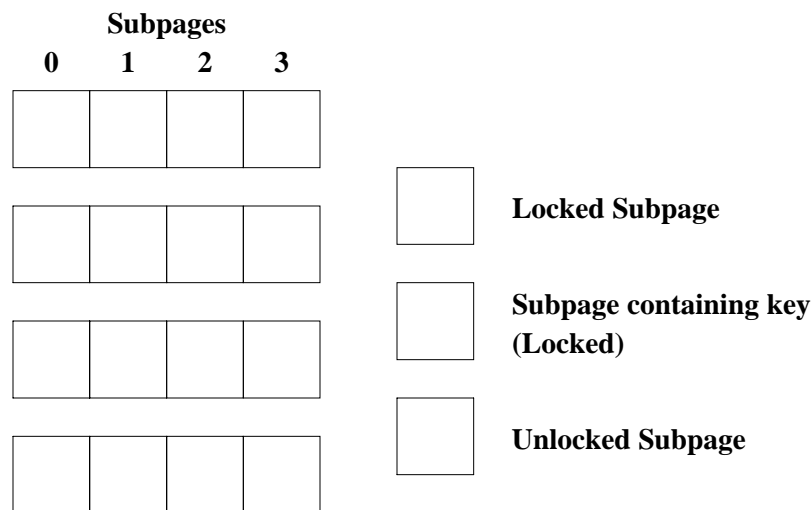 Subpages
0 1 2 3
Locked Subpage
Subpage containing key
(Locked)
Unlocked Subpage